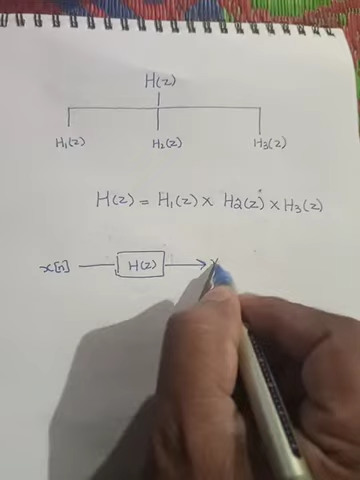 H(z)
H₁(z) H₂(z) H₃(z)
H(z) = H₁(z) × H2(z) × H₃(z)
x[n] H(z)